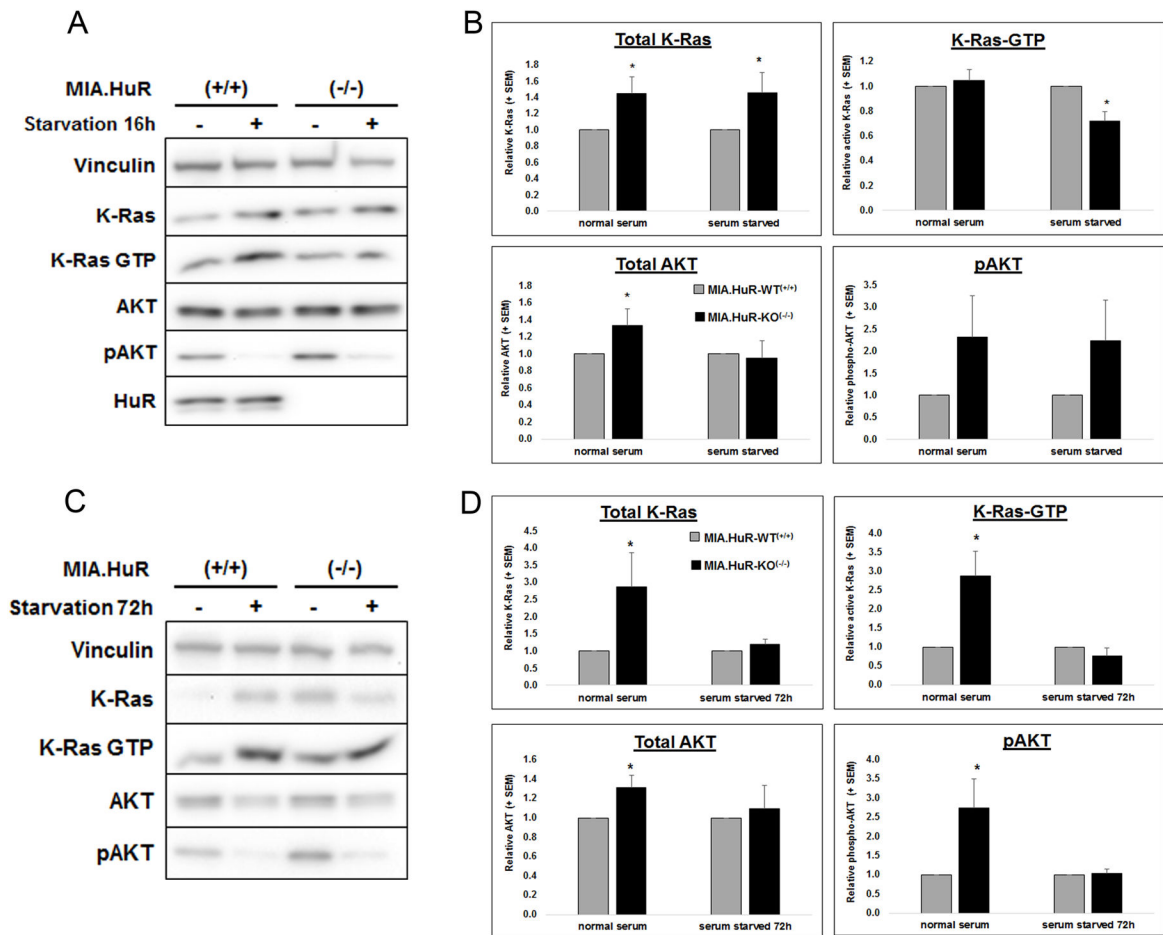 A
MIA.HuR (+/+) (-/-)
Starvation 16h - + - +
Vinculin
K-Ras
K-Ras GTP
AKT
pAKT
HuR
B
Total K-Ras
Relative K-Ras (+ SEM)
1.8
1.6
1.4
1.2
1.0
0.8
0.6
0.4
0.2
0.0
* *
normal serum serum starved
K-Ras-GTP
Relative active K-Ras (+ SEM)
1.2
1.0
0.8
0.6
0.4
0.2
0.0
*
normal serum serum starved
Total AKT
Relative AKT (+ SEM)
1.8
1.6
1.4
1.2
1.0
0.8
0.6
0.4
0.2
0.0
*
MIA.HuR-WT(+/+)
MIA.HuR-KO(-/-)
normal serum serum starved
pAKT
Relative phospho-AKT (+ SEM)
3.5
3.0
2.5
2.0
1.5
1.0
0.5
0.0
normal serum serum starved
C
MIA.HuR (+/+) (-/-)
Starvation 72h - + - +
Vinculin
K-Ras
K-Ras GTP
AKT
pAKT
D
Total K-Ras
Relative K-Ras (+ SEM)
4.5
4.0
3.5
3.0
2.5
2.0
1.5
1.0
0.5
0.0
*
MIA.HuR-WT(+/+)
MIA.HuR-KO(-/-)
normal serum serum starved 72h
K-Ras-GTP
Relative active K-Ras (+ SEM)
4.0
3.5
3.0
2.5
2.0
1.5
1.0
0.5
0.0
*
normal serum serum starved 72h
Total AKT
Relative AKT (+ SEM)
1.6
1.4
1.2
1.0
0.8
0.6
0.4
0.2
0.0
*
normal serum serum starved 72h
pAKT
Relative phospho-AKT (+ SEM)
4.0
3.5
3.0
2.5
2.0
1.5
1.0
0.5
0.0
*
normal serum serum starved 72h